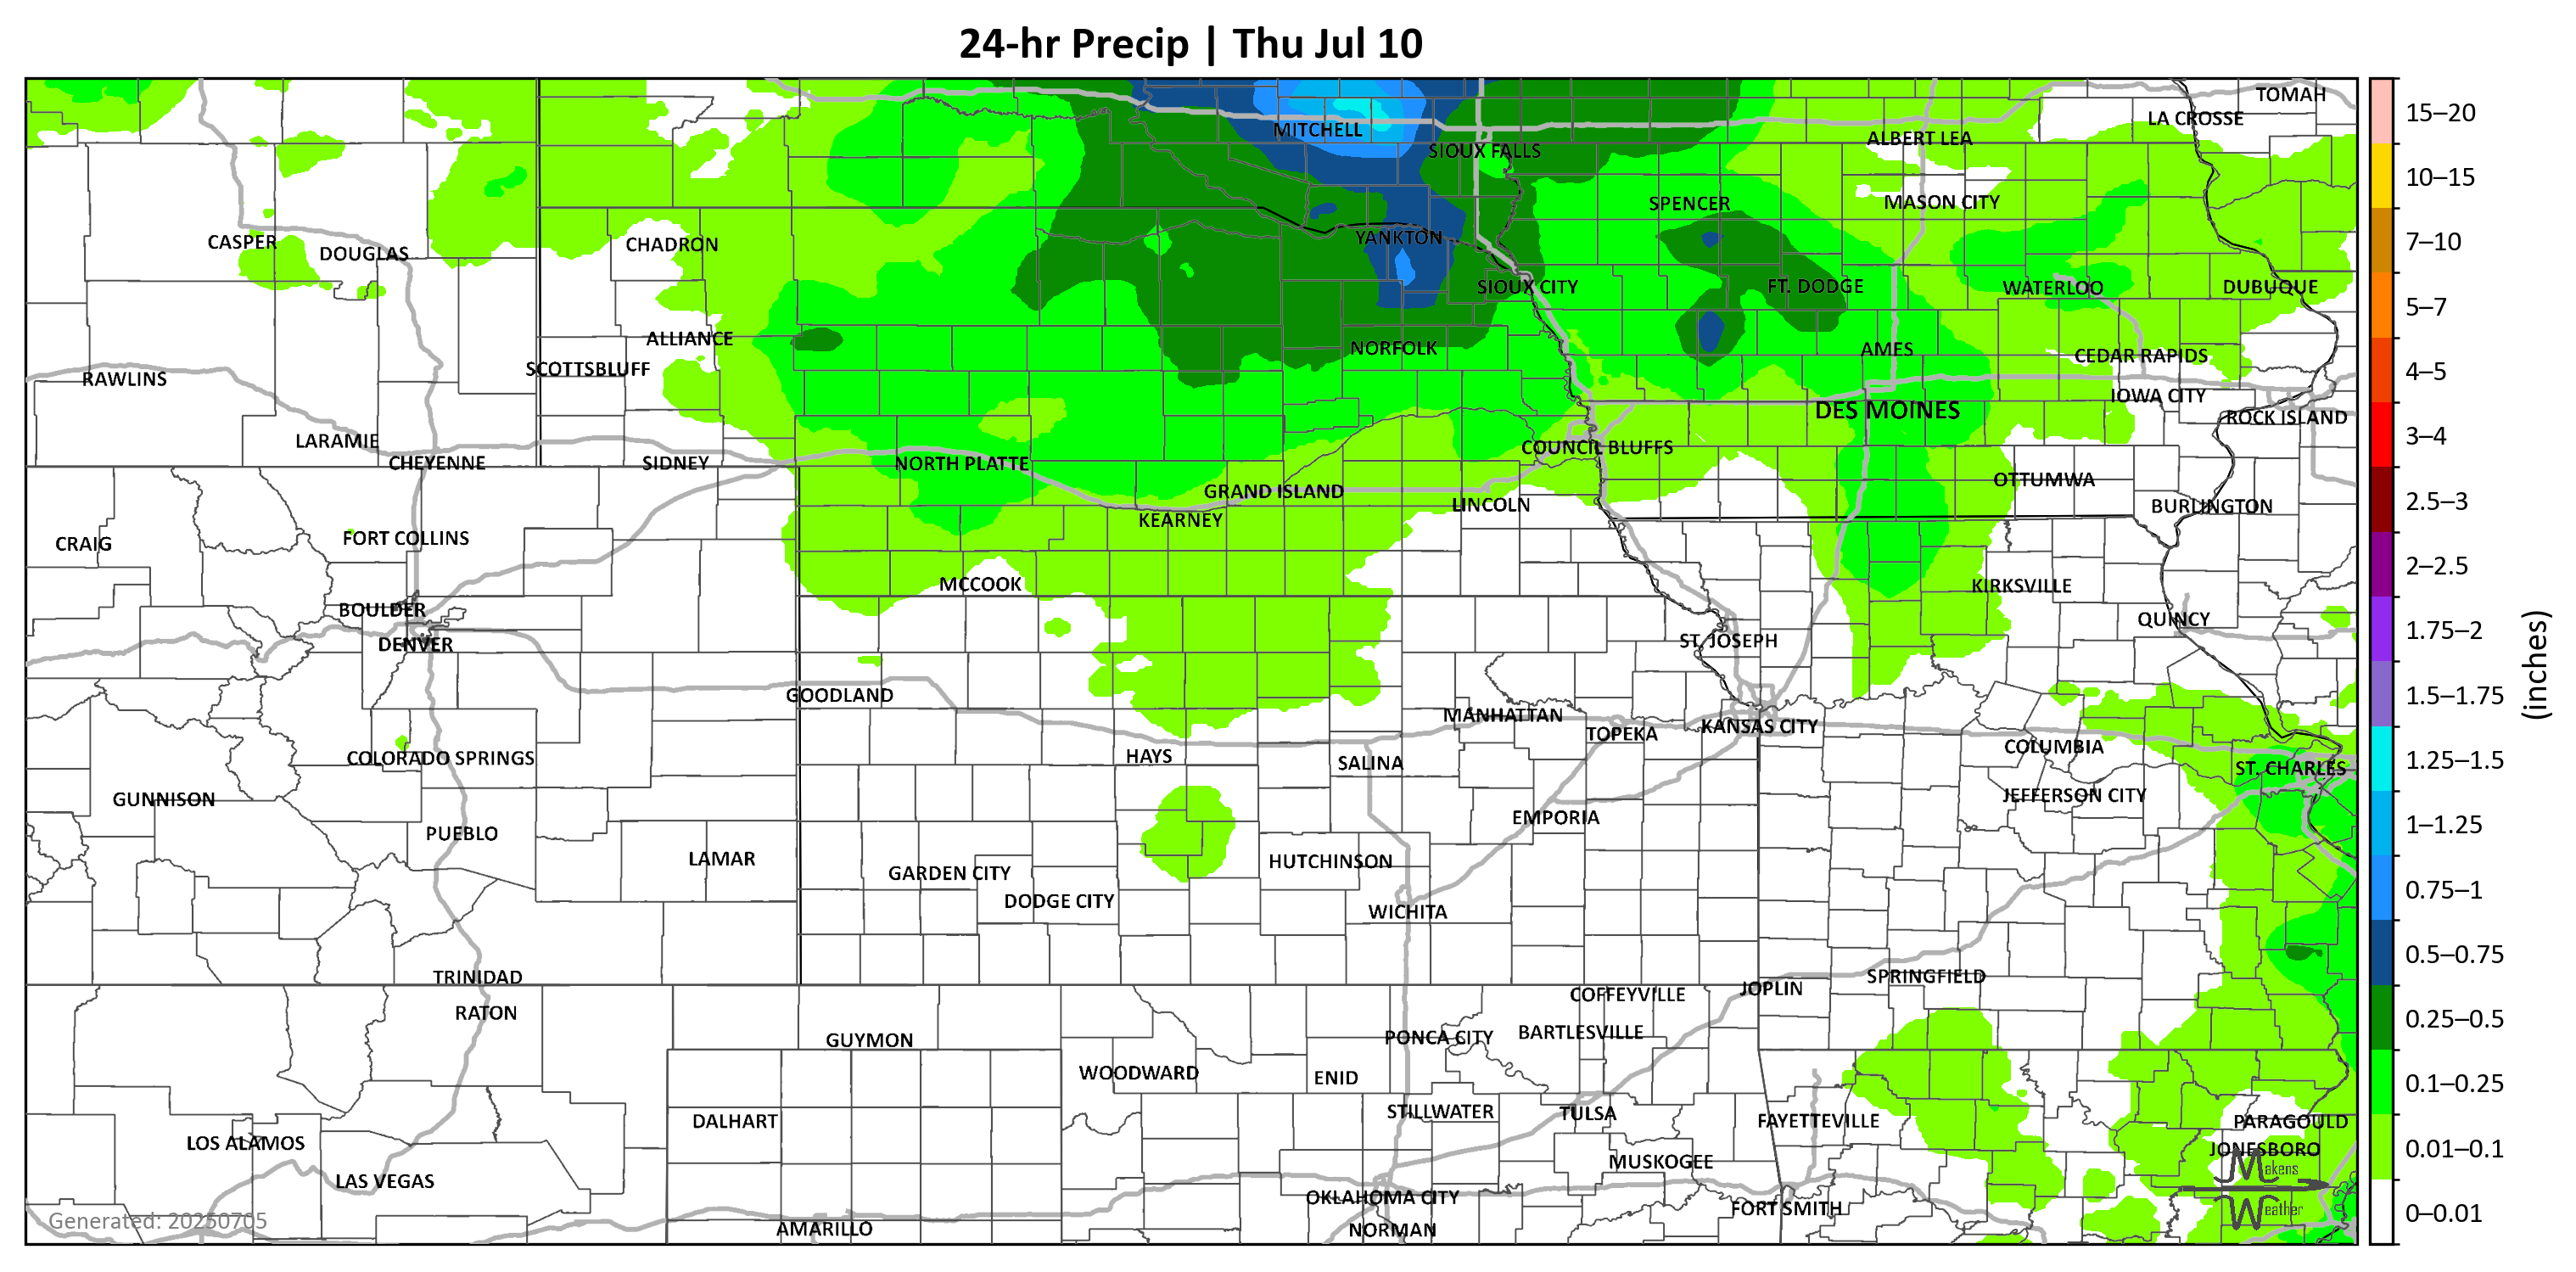 24-hr Precip | Thu Jul 10
TOMAH
LA CROSSE
MITCHELL
ALBERT LEA
SIOUX FALLS
SPENCER
MASON CITY
YANKTON
CASPER
CHADRON
DOUGLAS
SIOUX CITY
FT. DODGE
WATERLOO
DUBUQUE
ALLIANCE
NORFOLK
AMES
CEDAR RAPIDS
SCOTTSBLUFF
RAWLINS
IOWA CITY
DES MOINES
ROCK ISLAND
LARAMIE
COUNCIL BLUFFS
CHEYENNE
SIDNEY
NORTH PLATTE
OTTUMWA
GRAND ISLAND
LINCOLN
BURLINGTON
KEARNEY
FORT COLLINS
CRAIG
MCCOOK
KIRKSVILLE
BOULDER
QUINCY
DENVER
ST. JOSEPH
GOODLAND
MANHATTAN
KANSAS CITY
TOPEKA
COLUMBIA
COLORADO SPRINGS
HAYS
SALINA
ST. CHARLES
GUNNISON
JEFFERSON CITY
EMPORIA
PUEBLO
LAMAR
HUTCHINSON
GARDEN CITY
DODGE CITY
WICHITA
TRINIDAD
SPRINGFIELD
JOPLIN
COFFEYVILLE
RATON
BARTLESVILLE
PONCA CITY
GUYMON
WOODWARD
ENID
STILLWATER
TULSA
DALHART
FAYETTEVILLE
PARAGOULD
LOS ALAMOS
JONESBORO
MUSKOGEE
LAS VEGAS
OKLAHOMA CITY
FORT SMITH
AMARILLO
NORMAN
Makens
Weather
Generated: 20250705
15–20
10–15
7–10
5–7
4–5
3–4
2.5–3
2–2.5
1.75–2
1.5–1.75
1.25–1.5
1–1.25
0.75–1
0.5–0.75
0.25–0.5
0.1–0.25
0.01–0.1
0–0.01
(inches)